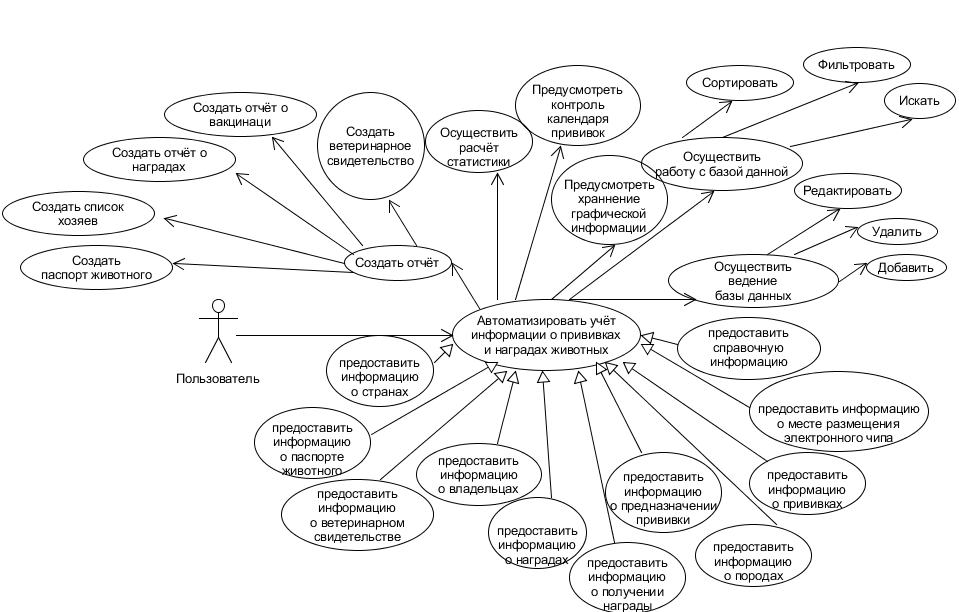 Фильтровать
Сортировать
Искать
Предусмотреть
контроль
календаря
прививок
Создать отчёт о
вакцинаци
Создать
ветеринарное
свидетельство
Осуществить
расчёт
статистики
Создать отчёт о
наградах
Осуществить
работу с базой данной
Предусмотреть
храннение
графической
информации
Редактировать
Создать список
хозяев
Удалить
Создать
паспорт животного
Создать отчёт
Осуществить
ведение
базы данных
Добавить
Автоматизировать учёт
информации о прививках
и наградах животных
Пользователь
предоставить
справочную
информацию
предоставить
информацию
о странах
предоставить информацию
о месте размещения
электронного чипа
предоставить
информацию
о паспорте
животного
предоставить
информацию
о владельцах
предоставить
информацию
о предназначении
прививки
предоставить
информацию
о прививках
предоставить
информацию
о ветеринарном
свидетельстве
предоставить
информацию
о наградах
предоставить
информацию
о породах
предоставить
информацию
о получении
награды